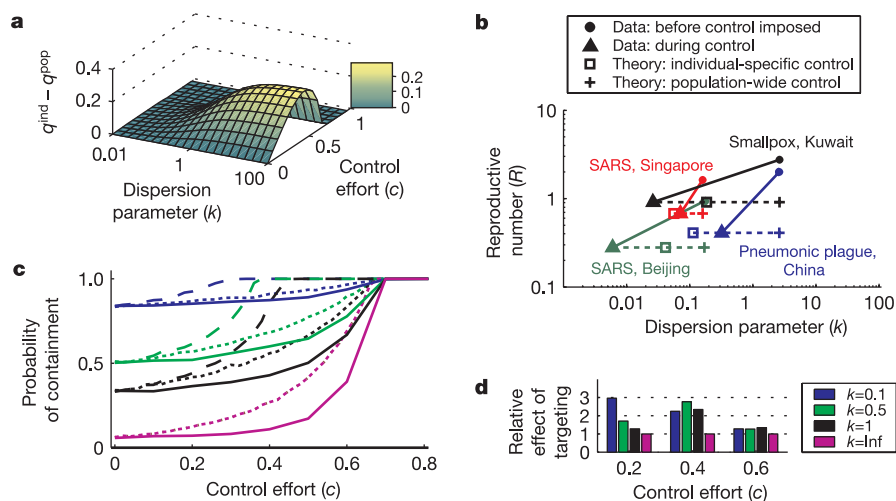 a
0.4
0.2
0
q^ind – q^pop
0.01
1
100
Dispersion
parameter (k)
0
0.5
1
Control
effort (c)
0.2
0.1
0
b
Data: before control imposed
Data: during control
Theory: individual-specific control
Theory: population-wide control
10
1
0.1
Reproductive
number (R)
Smallpox, Kuwait
SARS, Singapore
SARS, Beijing
Pneumonic plague,
China
0.01
0.1
1
10
100
Dispersion parameter (k)
c
1.0
0.5
0
Probability
of containment
0
0.2
0.4
0.6
0.8
Control effort (c)
d
Relative
effect of
targeting
3
2
1
0.2
0.4
0.6
Control effort (c)
k=0.1
k=0.5
k=1
k=Inf